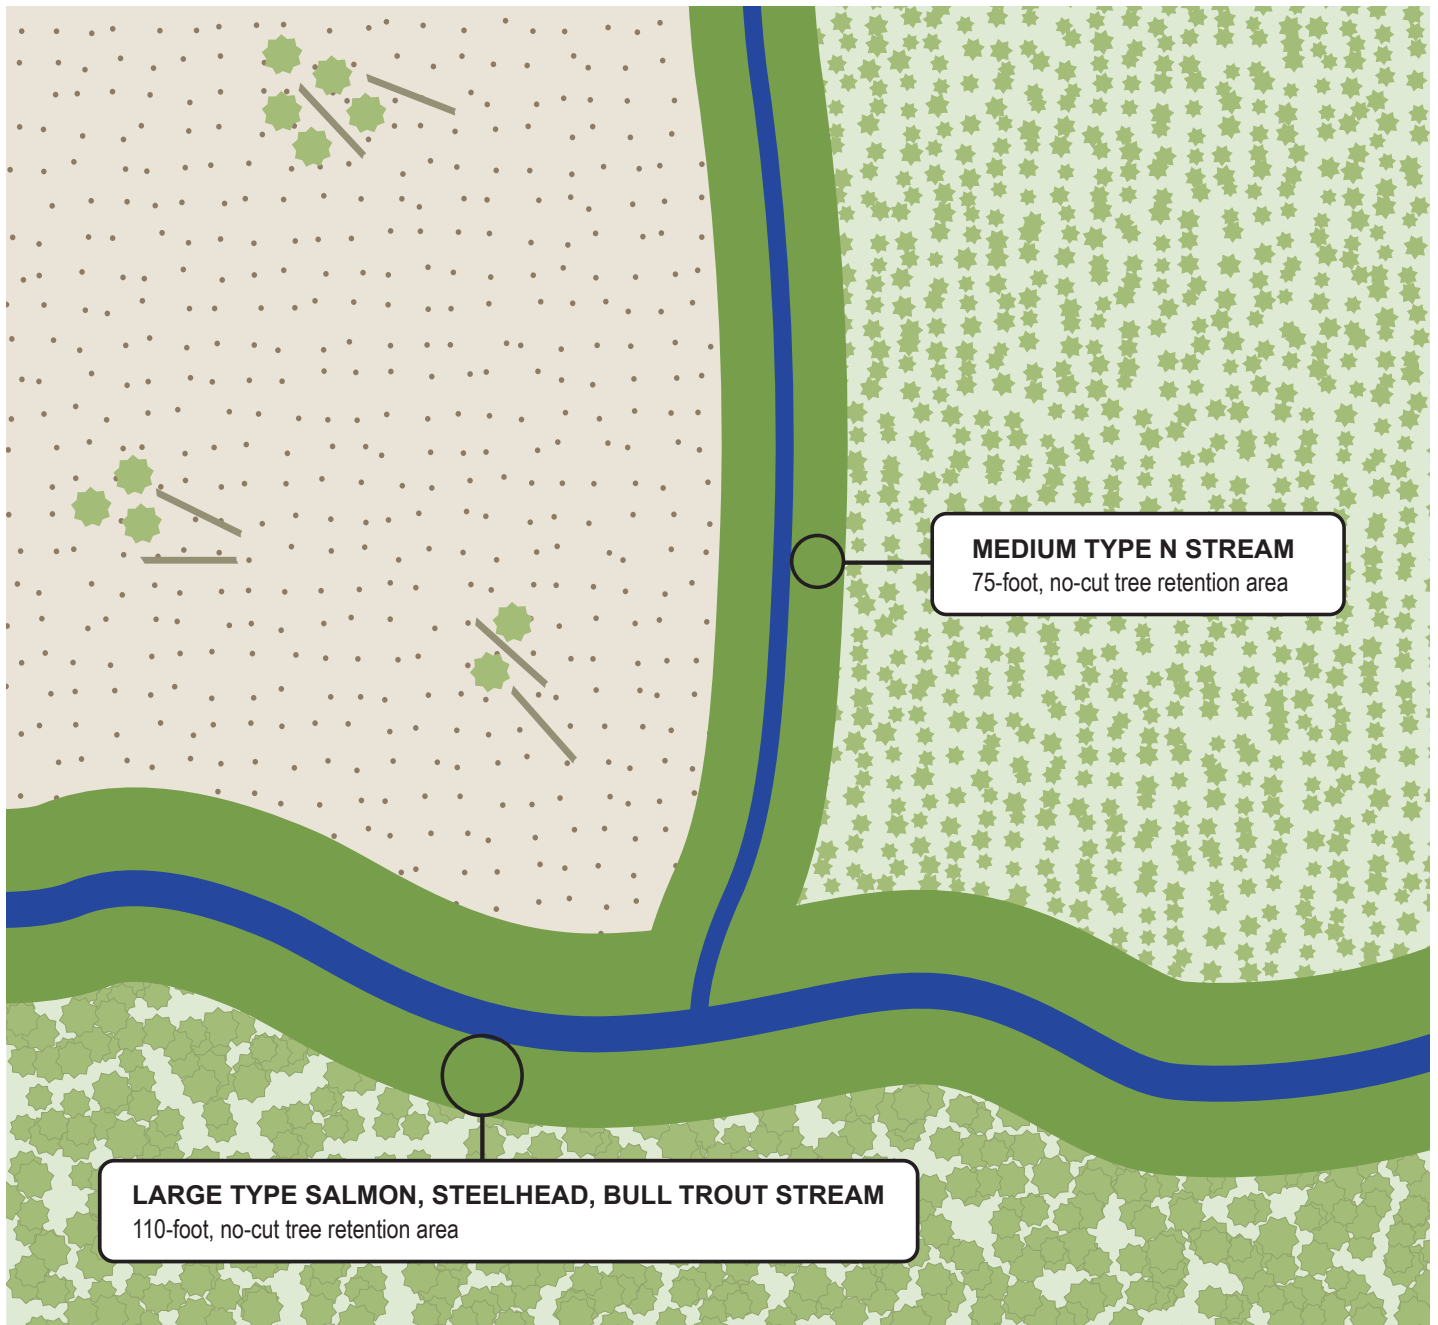 MEDIUM TYPE N STREAM
75-foot, no-cut tree retention area
LARGE TYPE SALMON, STEELHEAD, BULL TROUT STREAM
110-foot, no-cut tree retention area